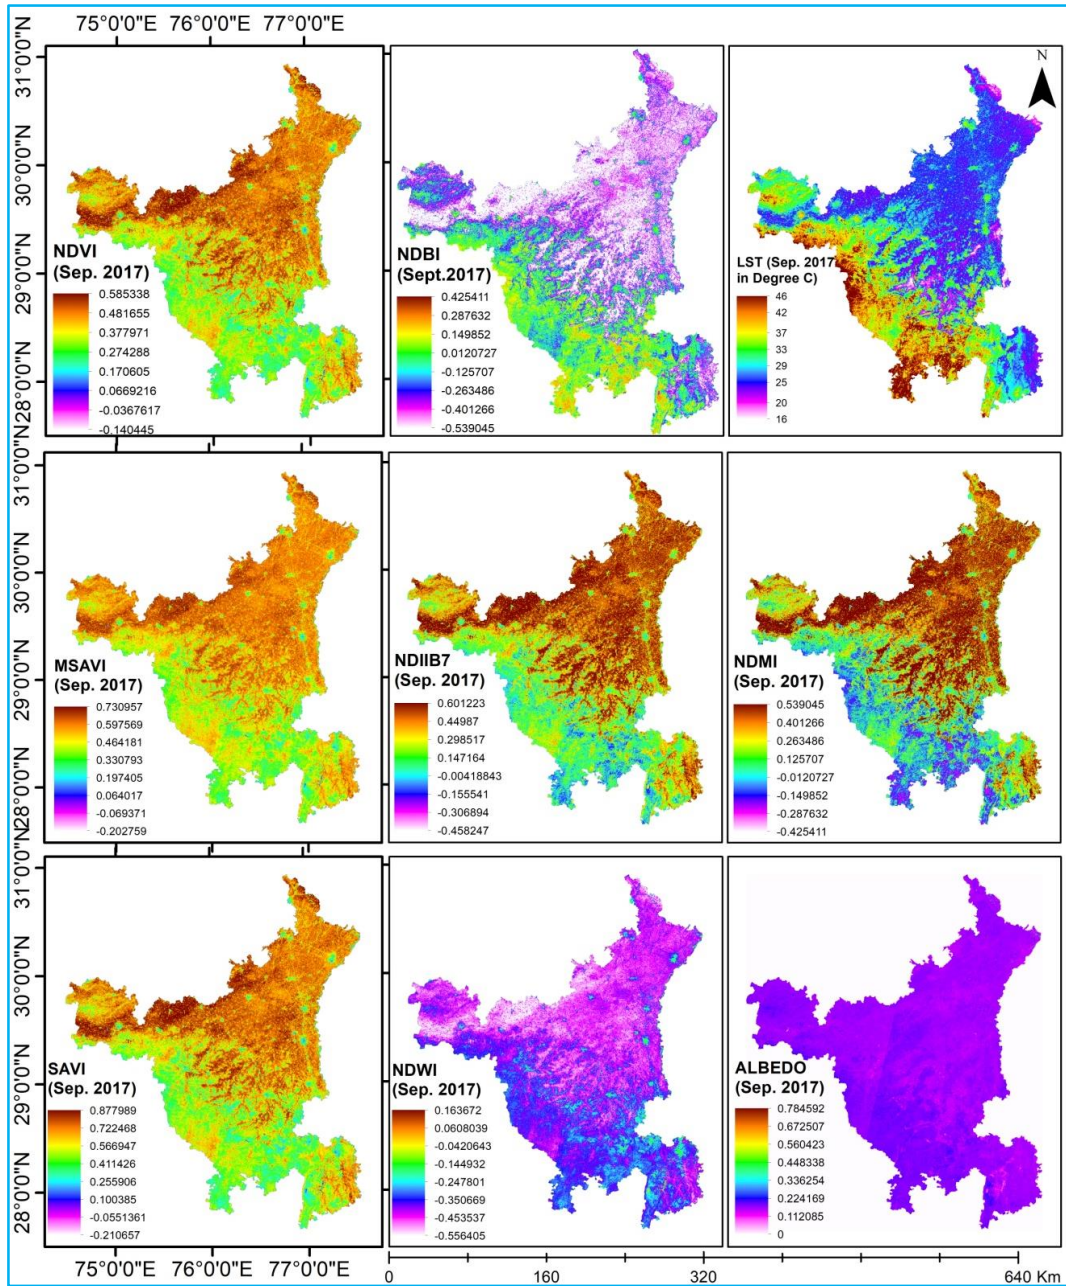 75°0'0"E 76°0'0"E 77°0'0"E
31°0'0"N
30°0'0"N
29°0'0"N
28°0'0"N
NDVI
(Sep. 2017)
0.585338
0.481655
0.377971
0.274288
0.170605
0.0669216
-0.0367617
-0.140445
NDBI
(Sept.2017)
0.425411
0.287632
0.149852
0.0120727
-0.125707
-0.263486
-0.401266
-0.539045
N
LST (Sep. 2017
in Degree C)
46
42
37
33
29
25
20
16
31°0'0"N
30°0'0"N
29°0'0"N
28°0'0"N
MSAVI
(Sep. 2017)
0.730957
0.597569
0.464181
0.330793
0.197405
0.064017
-0.069371
-0.202759
NDIIB7
(Sep. 2017)
0.601223
0.44987
0.298517
0.147164
-0.00418843
-0.155541
-0.306894
-0.458247
NDMI
(Sep. 2017)
0.539045
0.401266
0.263486
0.125707
-0.0120727
-0.149852
-0.287632
-0.425411
31°0'0"N
30°0'0"N
29°0'0"N
28°0'0"N
SAVI
(Sep. 2017)
0.877989
0.722468
0.566947
0.411426
0.255906
0.100385
-0.0551361
-0.210657
NDWI
(Sep. 2017)
0.163672
0.0608039
-0.0420643
-0.144932
-0.247801
-0.350669
-0.453537
-0.556405
ALBEDO
(Sep. 2017)
0.784592
0.672507
0.560423
0.448338
0.336254
0.224169
0.112085
0
75°0'0"E 76°0'0"E 77°0'0"E
0 160 320 640 Km